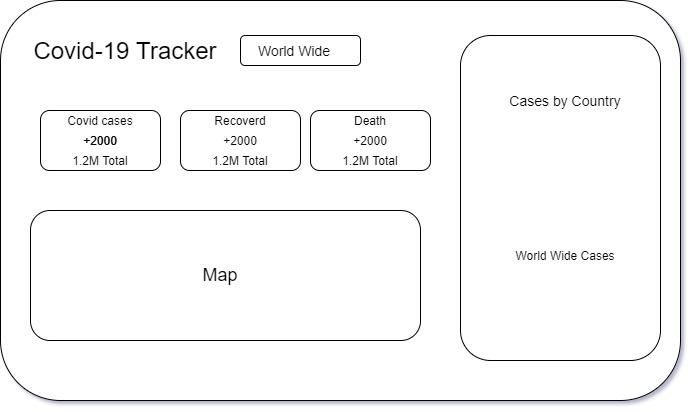 Covid-19 Tracker
World Wide
Covid cases
+2000
1.2M Total
Recoverd
+2000
1.2M Total
Death
+2000
1.2M Total
Map
Cases by Country
World Wide Cases